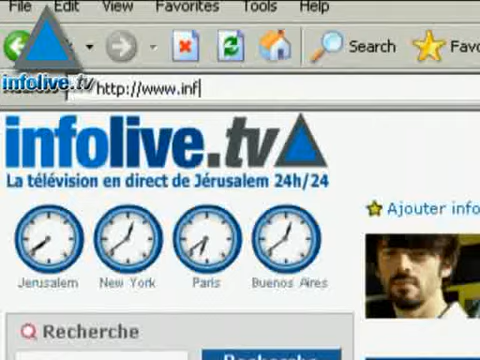 File Edit View Favorites Tools Help
Search Favo
infolive.tv
http://www.inf
infolive.tv
La télévision en direct de Jérusalem 24h/24
Ajouter info
Jerusalem New York Paris Buenos Aires
Recherche
Recherche